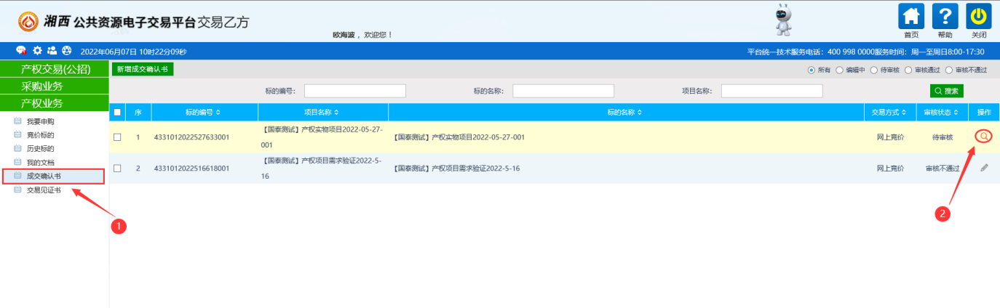 湘西 公共资源电子交易平台交易乙方
欧海波 ，欢迎您！
首页 帮助 关闭
2022年06月07日 10时22分09秒
平台统一技术服务电话：400 998 0000服务时间：周一至周日8:00-17:30
产权交易(公招)
采购业务
产权业务
我要申购
竞价标的
历史标的
我的文档
成交确认书
交易见证书
新增成交确认书
所有 编辑中 待审核 审核通过 审核不通过
标的编号： 标的名称： 项目名称： 搜索
序 标的编号 项目名称 标的名称 交易方式 审核状态 操作
1 4331012022527633001 【国泰测试】产权实物项目2022-05-27-001 【国泰测试】产权实物项目2022-05-27-001 网上竞价 待审核
2 4331012022516618001 【国泰测试】产权项目需求验证2022-5-16 【国泰测试】产权项目需求验证2022-5-16 网上竞价 审核不通过
1
2